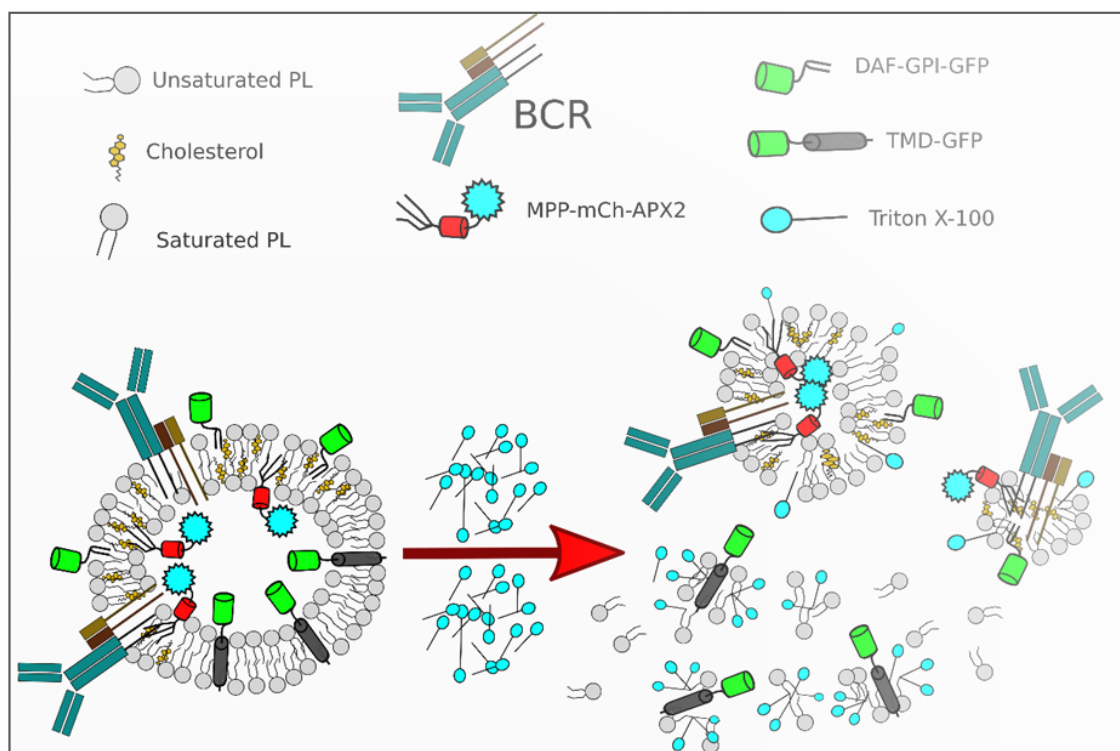 Unsaturated PL
Cholesterol
Saturated PL
BCR
MPP-mCh-APX2
DAF-GPI-GFP
TMD-GFP
Triton X-100